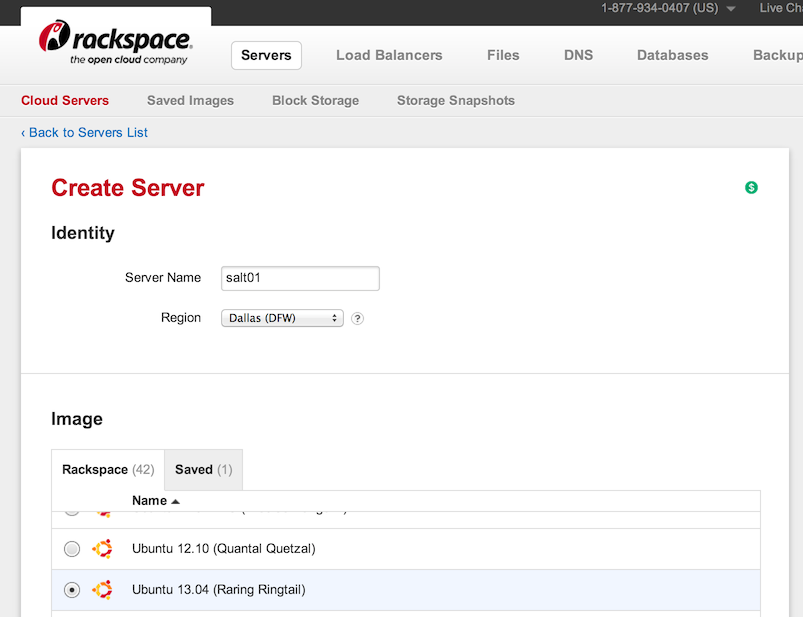 1-877-934-0407 (US)
Live Cha
rackspace.
the open cloud company
Servers
Load Balancers
Files
DNS
Databases
Backup
Cloud Servers
Saved Images
Block Storage
Storage Snapshots
‹ Back to Servers List
Create Server
$
Identity
Server Name
salt01
Region
Dallas (DFW)
?
Image
Rackspace (42)
Saved (1)
Name
Ubuntu 12.10 (Quantal Quetzal)
Ubuntu 13.04 (Raring Ringtail)